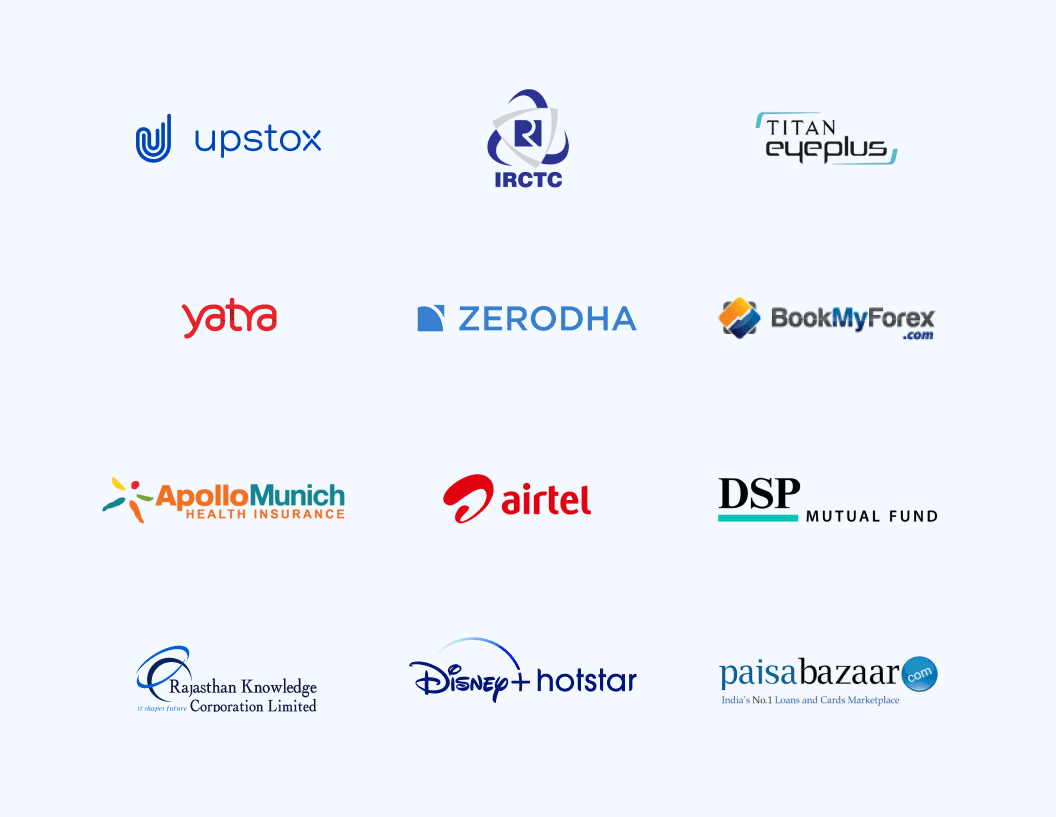 upstox
IRCTC
TITAN
eyeplus
yatra
ZERODHA
BookMyForex
.com
ApolloMunich
HEALTH INSURANCE
airtel
DSP
MUTUAL FUND
Rajasthan Knowledge
IT shapes future Corporation Limited
Disney+ hotstar
paisabazaar com
India's No.1 Loans and Cards Marketplace